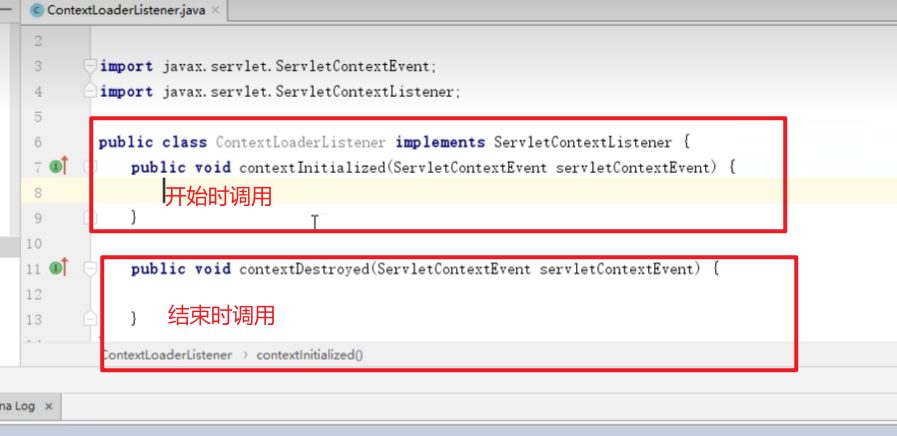 ContextLoaderListener.java
2
3 import javax.servlet.ServletContextEvent;
4 import javax.servlet.ServletContextListener;
5
6 public class ContextLoaderListener implements ServletContextListener {
7 public void contextInitialized(ServletContextEvent servletContextEvent) {
8 开始时调用
9 }
10
11 public void contextDestroyed(ServletContextEvent servletContextEvent) {
12
13 } 结束时调用
ContextLoaderListener › contextInitialized()
na Log